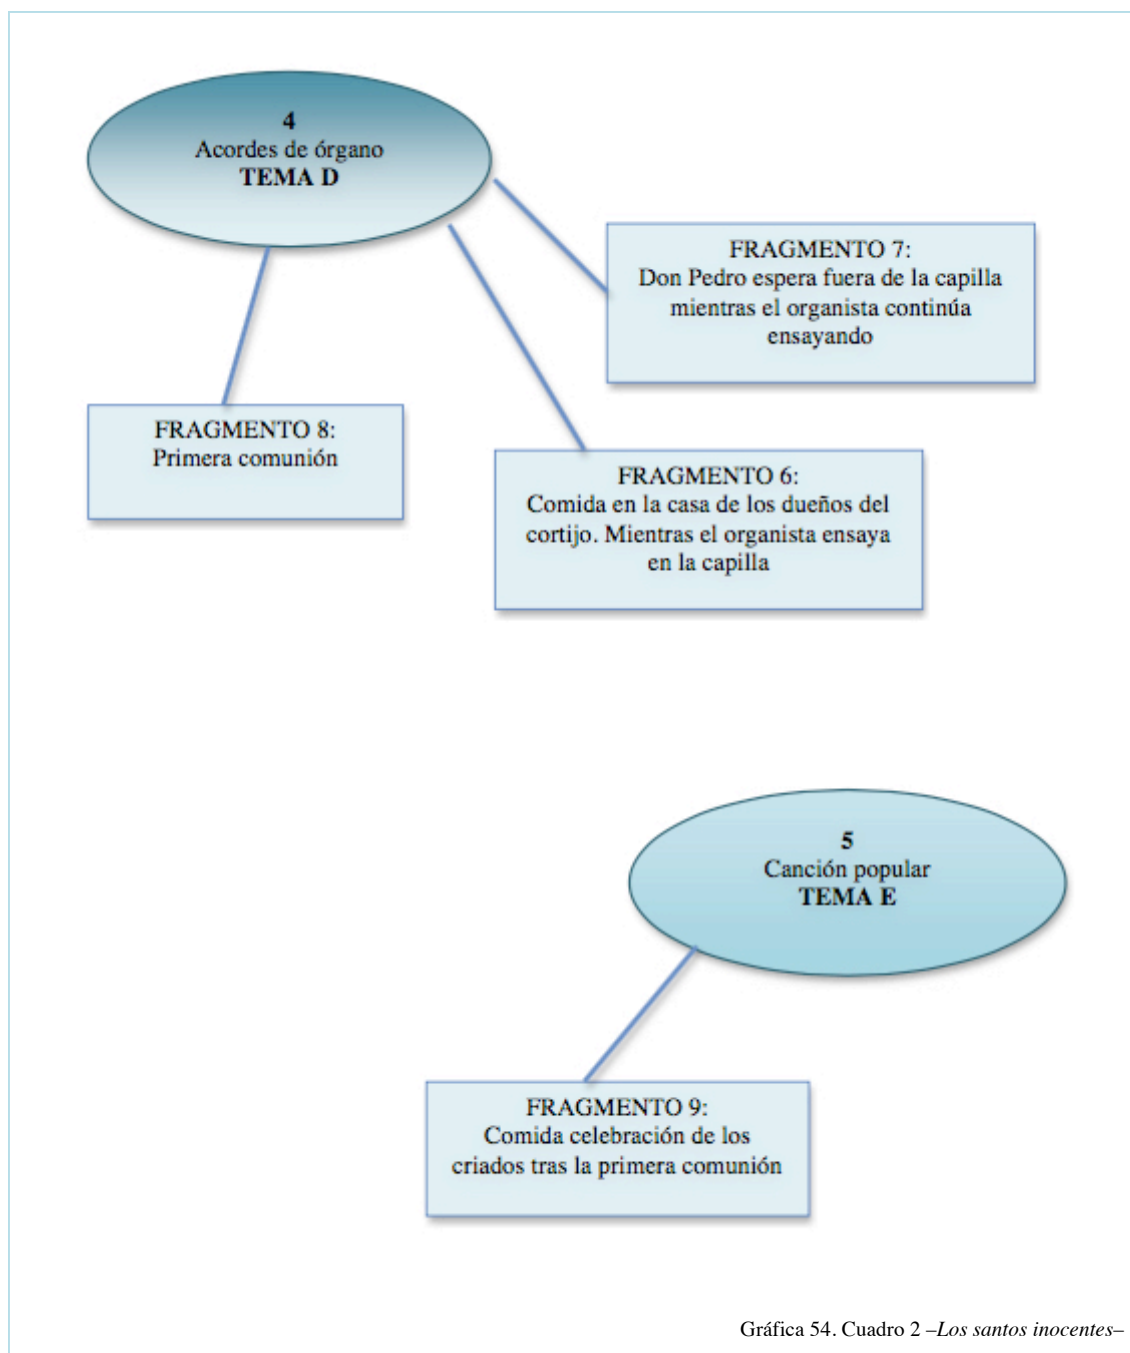 4
Acordes de órgano
TEMA D
FRAGMENTO 7:
Don Pedro espera fuera de la capilla
mientras el organista continúa
ensayando
FRAGMENTO 8:
Primera comunión
FRAGMENTO 6:
Comida en la casa de los dueños del
cortijo. Mientras el organista ensaya
en la capilla
5
Canción popular
TEMA E
FRAGMENTO 9:
Comida celebración de los
criados tras la primera comunión
Gráfica 54. Cuadro 2 –Los santos inocentes–